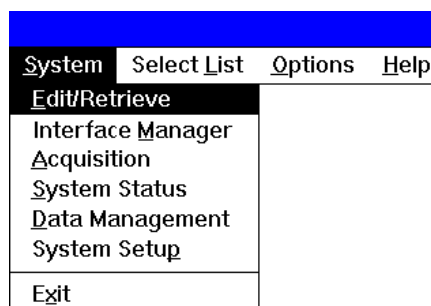 System Select List Options Help
Edit/Retrieve
Interface Manager
Acquisition
System Status
Data Management
System Setup
Exit